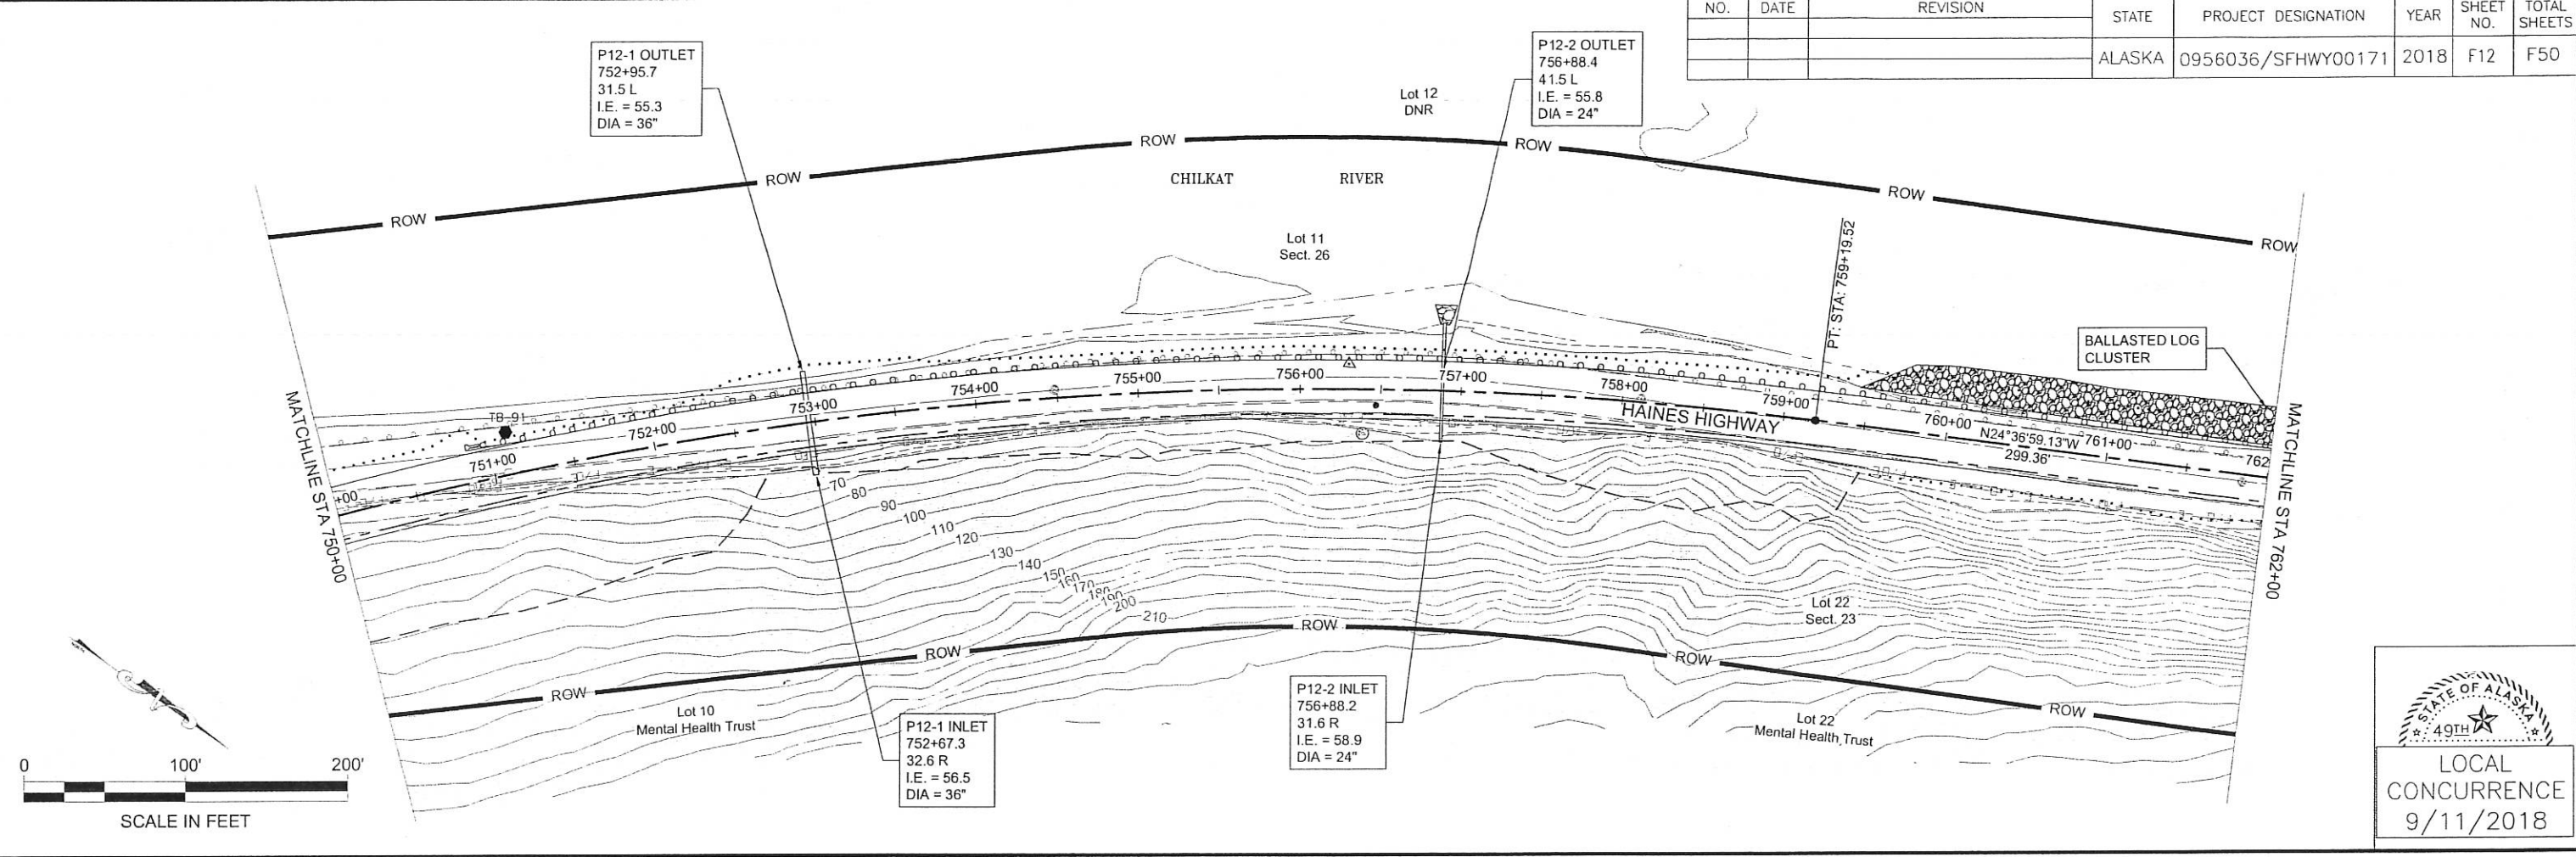 NO. DATE REVISION STATE PROJECT DESIGNATION YEAR SHEET NO. TOTAL SHEETS
ALASKA 0956036/SFHWY00171 2018 F12 F50
P12-1 OUTLET
752+95.7
31.5 L
I.E. = 55.3
DIA = 36"
P12-2 OUTLET
756+88.4
41.5 L
I.E. = 55.8
DIA = 24"
Lot 12
DNR
ROW
ROW
ROW
ROW
ROW
ROW
CHILKAT RIVER
Lot 11
Sect. 26
PT: STA: 759+19.52
BALLASTED LOG
CLUSTER
MATCHLINE STA 750+00
TB-91
+00
751+00
752+00
753+00
754+00
755+00
756+00
757+00
758+00
759+00
760+00
761+00
762
HAINES HIGHWAY
N24°36'59.13"W
299.36'
MATCHLINE STA 762+00
70
80
90
100
110
120
130
140
150
160
170
180
190
200
210
Lot 22
Sect. 23
ROW
ROW
ROW
ROW
ROW
Lot 10
Mental Health Trust
P12-1 INLET
752+67.3
32.6 R
I.E. = 56.5
DIA = 36"
P12-2 INLET
756+88.2
31.6 R
I.E. = 58.9
DIA = 24"
Lot 22
Mental Health Trust
0 100' 200'
SCALE IN FEET
STATE OF ALASKA
49TH
LOCAL
CONCURRENCE
9/11/2018